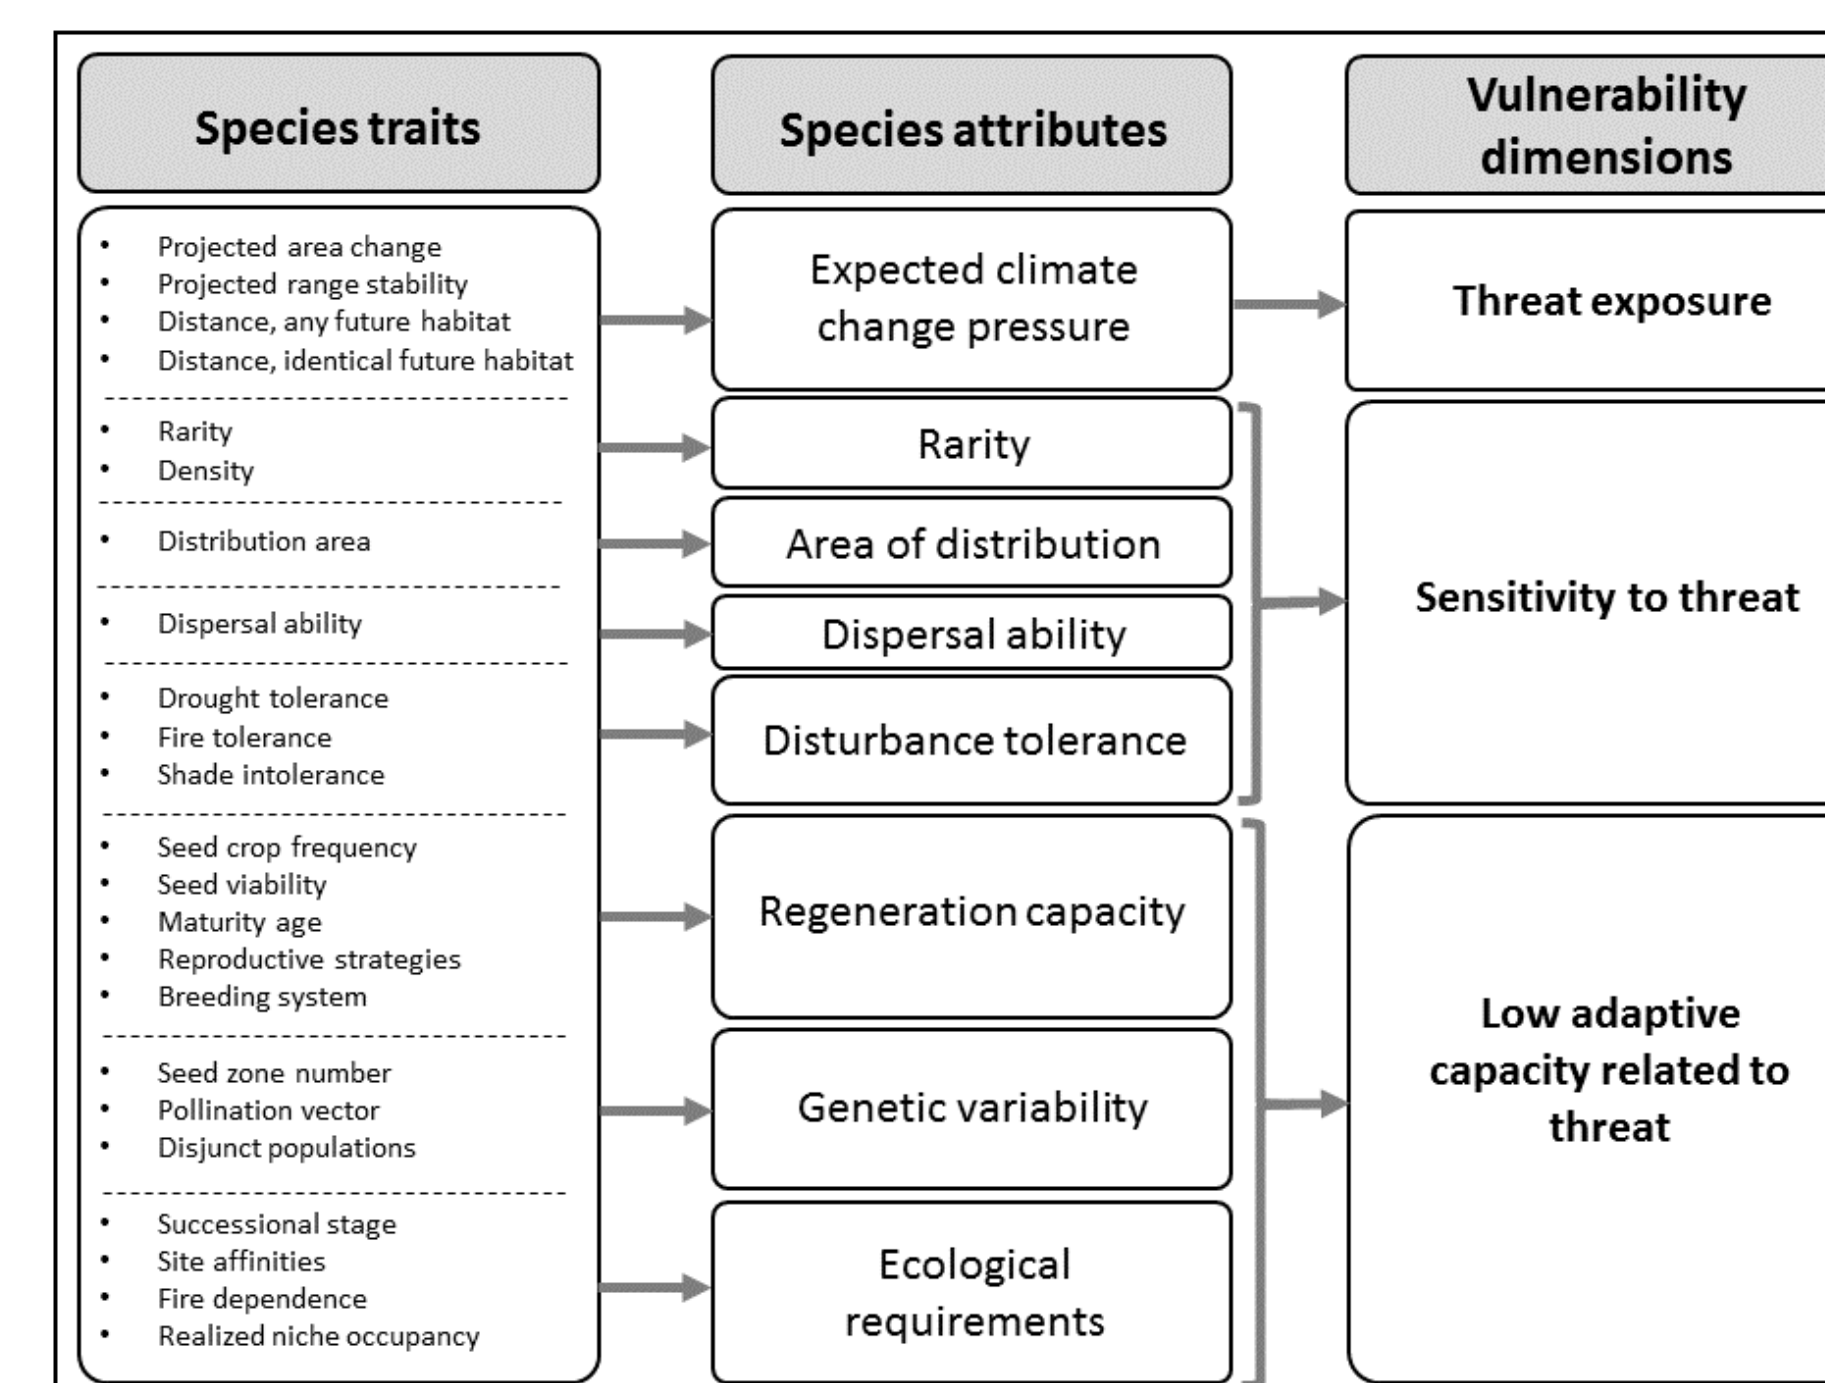 Species traits
Species attributes
Vulnerability
dimensions
• Projected area change
• Projected range stability
• Distance, any future habitat
• Distance, identical future habitat
Expected climate
change pressure
Threat exposure
• Rarity
• Density
Rarity
• Distribution area
Area of distribution
• Dispersal ability
Dispersal ability
• Drought tolerance
• Fire tolerance
• Shade intolerance
Disturbance tolerance
Sensitivity to threat
• Seed crop frequency
• Seed viability
• Maturity age
• Reproductive strategies
• Breeding system
Regeneration capacity
• Seed zone number
• Pollination vector
• Disjunct populations
Genetic variability
• Successional stage
• Site affinities
• Fire dependence
• Realized niche occupancy
Ecological
requirements
Low adaptive
capacity related to
threat